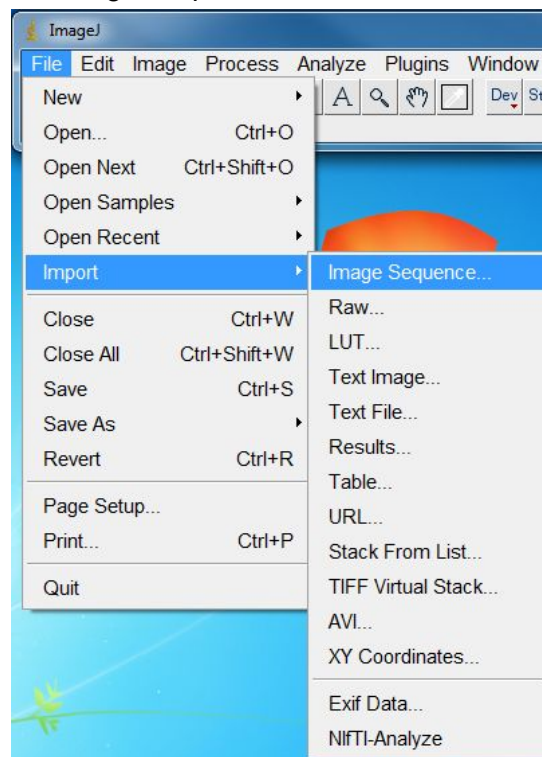 ImageJ
File Edit Image Process Analyze Plugins Window
New
A Dev
Open... Ctrl+O
Open Next Ctrl+Shift+O
Open Samples
Open Recent
Import
Image Sequence...
Raw...
Close Ctrl+W
LUT...
Close All Ctrl+Shift+W
Text Image...
Save Ctrl+S
Text File...
Save As
Results...
Revert Ctrl+R
Table...
Page Setup...
URL...
Print... Ctrl+P
Stack From List...
Quit
TIFF Virtual Stack...
AVI...
XY Coordinates...
Exif Data...
NIfTI-Analyze